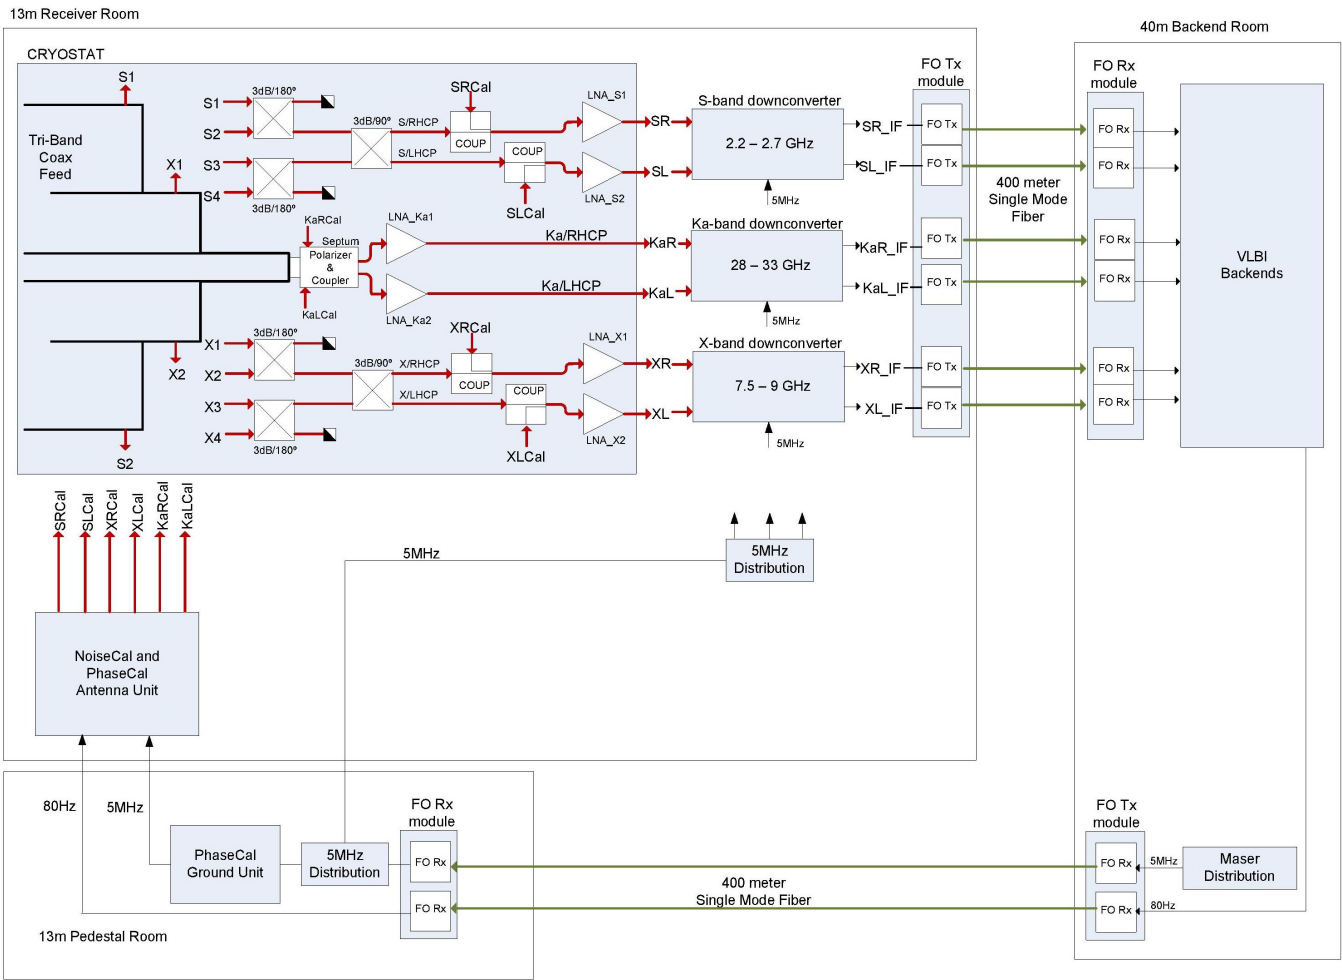 13m Receiver Room
40m Backend Room
CRYOSTAT
S1
Tri-Band
Coax
Feed
X1
X2
S2
S1
S2
S3
S4
3dB/180º
3dB/180º
3dB/90º
S/RHCP
S/LHCP
SRCal
COUP
COUP
SLCal
LNA_S1
LNA_S2
SR
SL
S-band downconverter
2.2 – 2.7 GHz
5MHz
SR_IF
SL_IF
KaRCal
Septum
Polarizer
&
Coupler
KaLCal
LNA_Ka1
LNA_Ka2
Ka/RHCP
Ka/LHCP
KaR
KaL
Ka-band downconverter
28 – 33 GHz
5MHz
KaR_IF
KaL_IF
X1
X2
X3
X4
3dB/180º
3dB/180º
3dB/90º
X/RHCP
X/LHCP
XRCal
COUP
COUP
XLCal
LNA_X1
LNA_X2
XR
XL
X-band downconverter
7.5 – 9 GHz
5MHz
XR_IF
XL_IF
FO Tx
module
FO Tx
FO Tx
FO Tx
FO Tx
FO Tx
FO Tx
400 meter
Single Mode
Fiber
FO Rx
module
FO Rx
FO Rx
FO Rx
FO Rx
FO Rx
FO Rx
VLBI
Backends
SRCal
SLCal
XRCal
XLCal
KaRCal
KaLCal
NoiseCal and
PhaseCal
Antenna Unit
5MHz
5MHz
Distribution
80Hz
5MHz
PhaseCal
Ground Unit
5MHz
Distribution
FO Rx
module
FO Rx
FO Rx
13m Pedestal Room
400 meter
Single Mode Fiber
FO Tx
module
FO Rx
FO Rx
5MHz
80Hz
Maser
Distribution